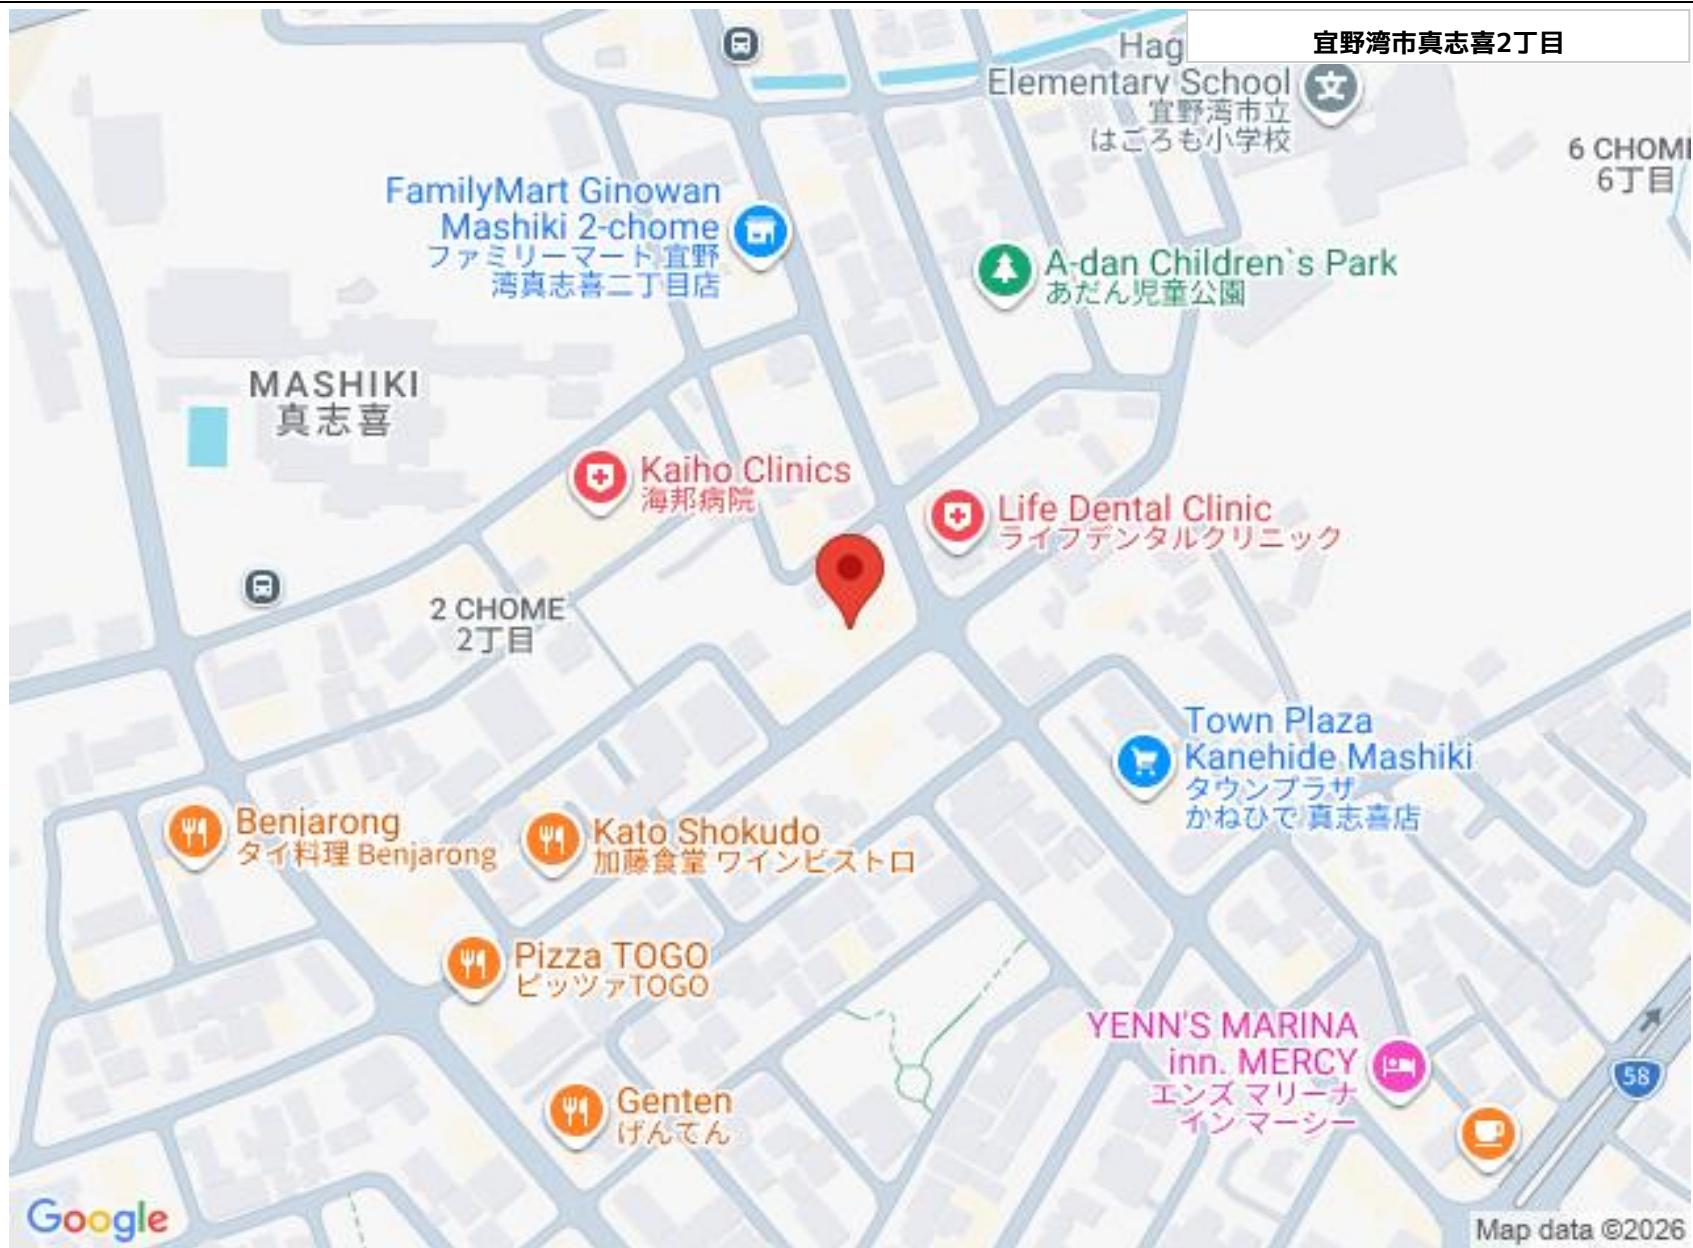 宜野湾市真志喜2丁目
Hag
Elementary School
宜野湾市立
はごろも小学校
6 CHOM
6丁目
FamilyMart Ginowan
Mashiki 2-chome
ファミリーマート 宜野
湾真志喜二丁目店
A-dan Children`s Park
あだん児童公園
MASHIKI
真志喜
Kaiho Clinics
海邦病院
Life Dental Clinic
ライフデンタルクリニック
2 CHOME
2丁目
Town Plaza
Kanehide Mashiki
タウンプラザ
かねひで 真志喜店
Benjarong
タイ料理 Benjarong
Kato Shokudo
加藤食堂 ワインビストロ
Pizza TOGO
ピッツァTOGO
YENN'S MARINA
inn. MERCY
エンズ マリーナ
イン マーシー
58
Genten
げんてん
Google
Map data ©2026